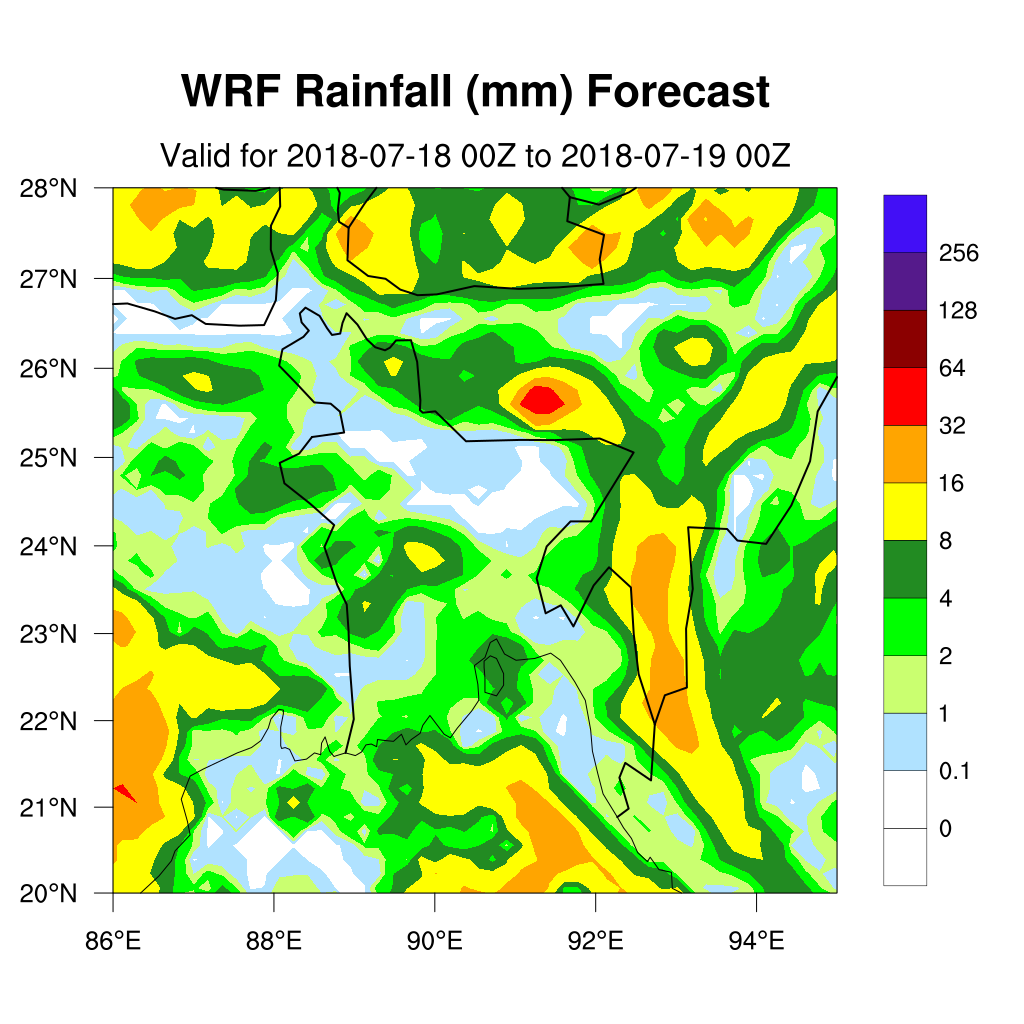 WRF Rainfall (mm) Forecast
Valid for 2018-07-18 00Z to 2018-07-19 00Z
28°N
27°N
26°N
25°N
24°N
23°N
22°N
21°N
20°N
86°E 88°E 90°E 92°E 94°E
256
128
64
32
16
8
4
2
1
0.1
0